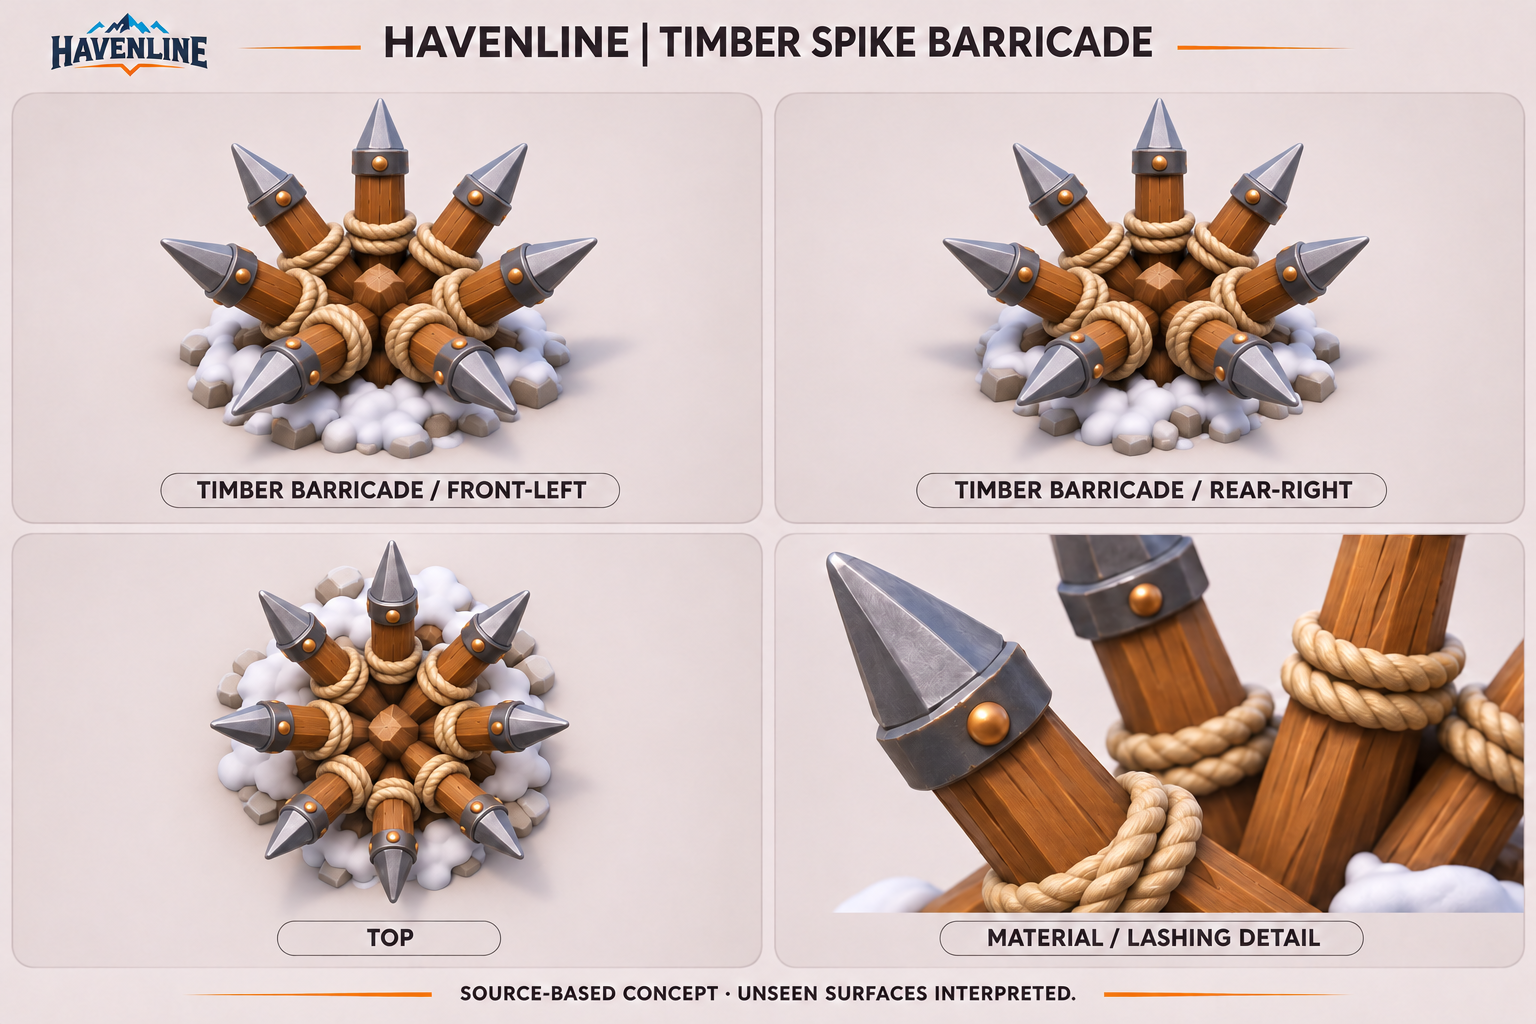 HAVENLINE
HAVENLINE | TIMBER SPIKE BARRICADE
TIMBER BARRICADE / FRONT-LEFT
TIMBER BARRICADE / REAR-RIGHT
TOP
MATERIAL / LASHING DETAIL
SOURCE-BASED CONCEPT · UNSEEN SURFACES INTERPRETED.